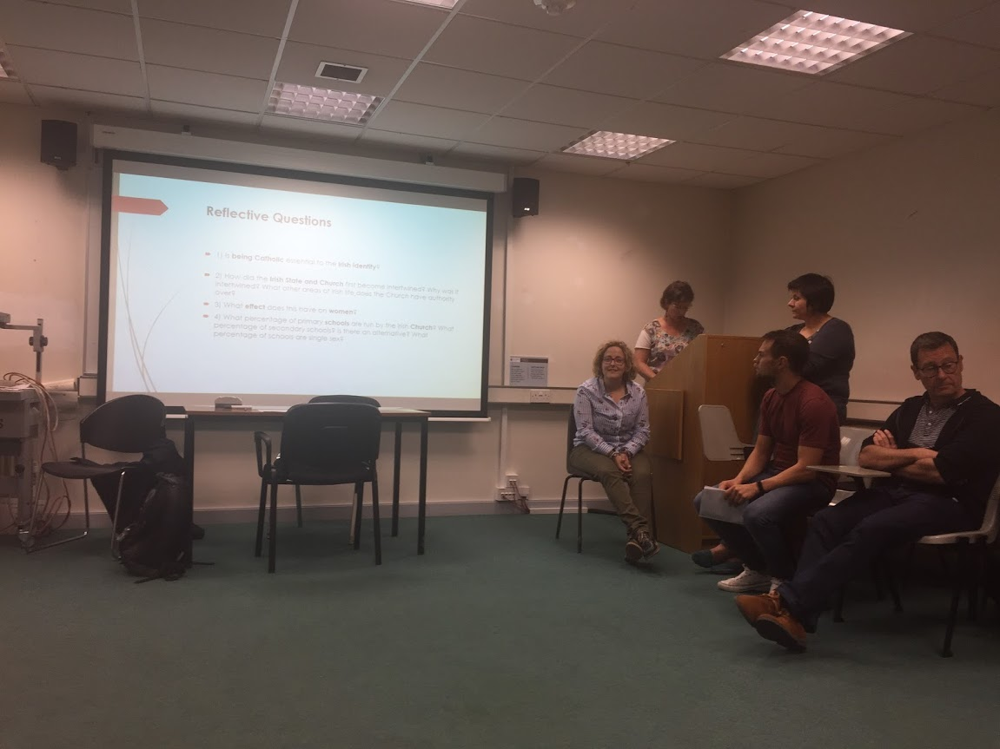 Reflective Questions
1) Is being Catholic essential to the Irish identity?
2) How did the Irish State and Church first become intertwined? Why was it
intertwined? What other areas of Irish life does the Church have authority
over?
3) What effect does this have on women?
4) What percentage of primary schools are run by the Irish Church? What
percentage of secondary schools? Is there an alternative? What
percentage of schools are single sex?